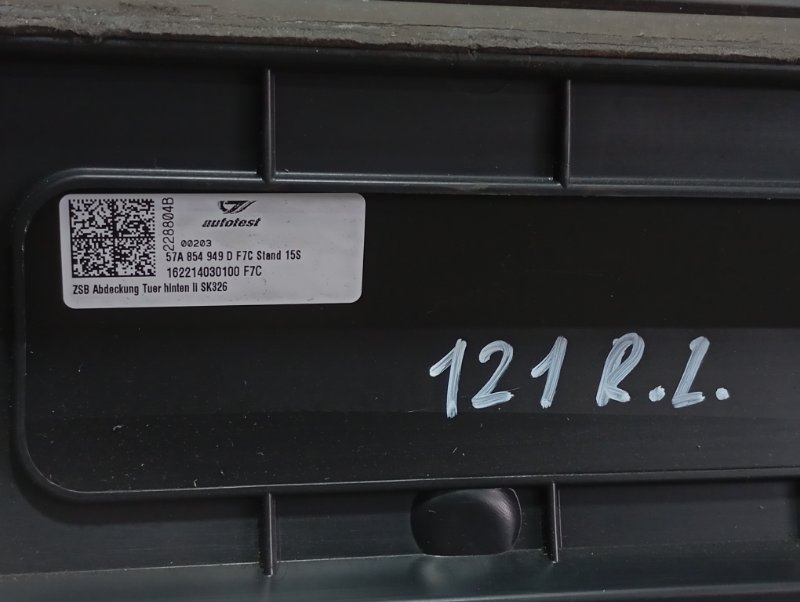 228804B
autotest
00203
57A 854 949 D F7C Stand 15S
162214030100 F7C
ZSB Abdeckung Tuer hinten li SK326
121 R.L.